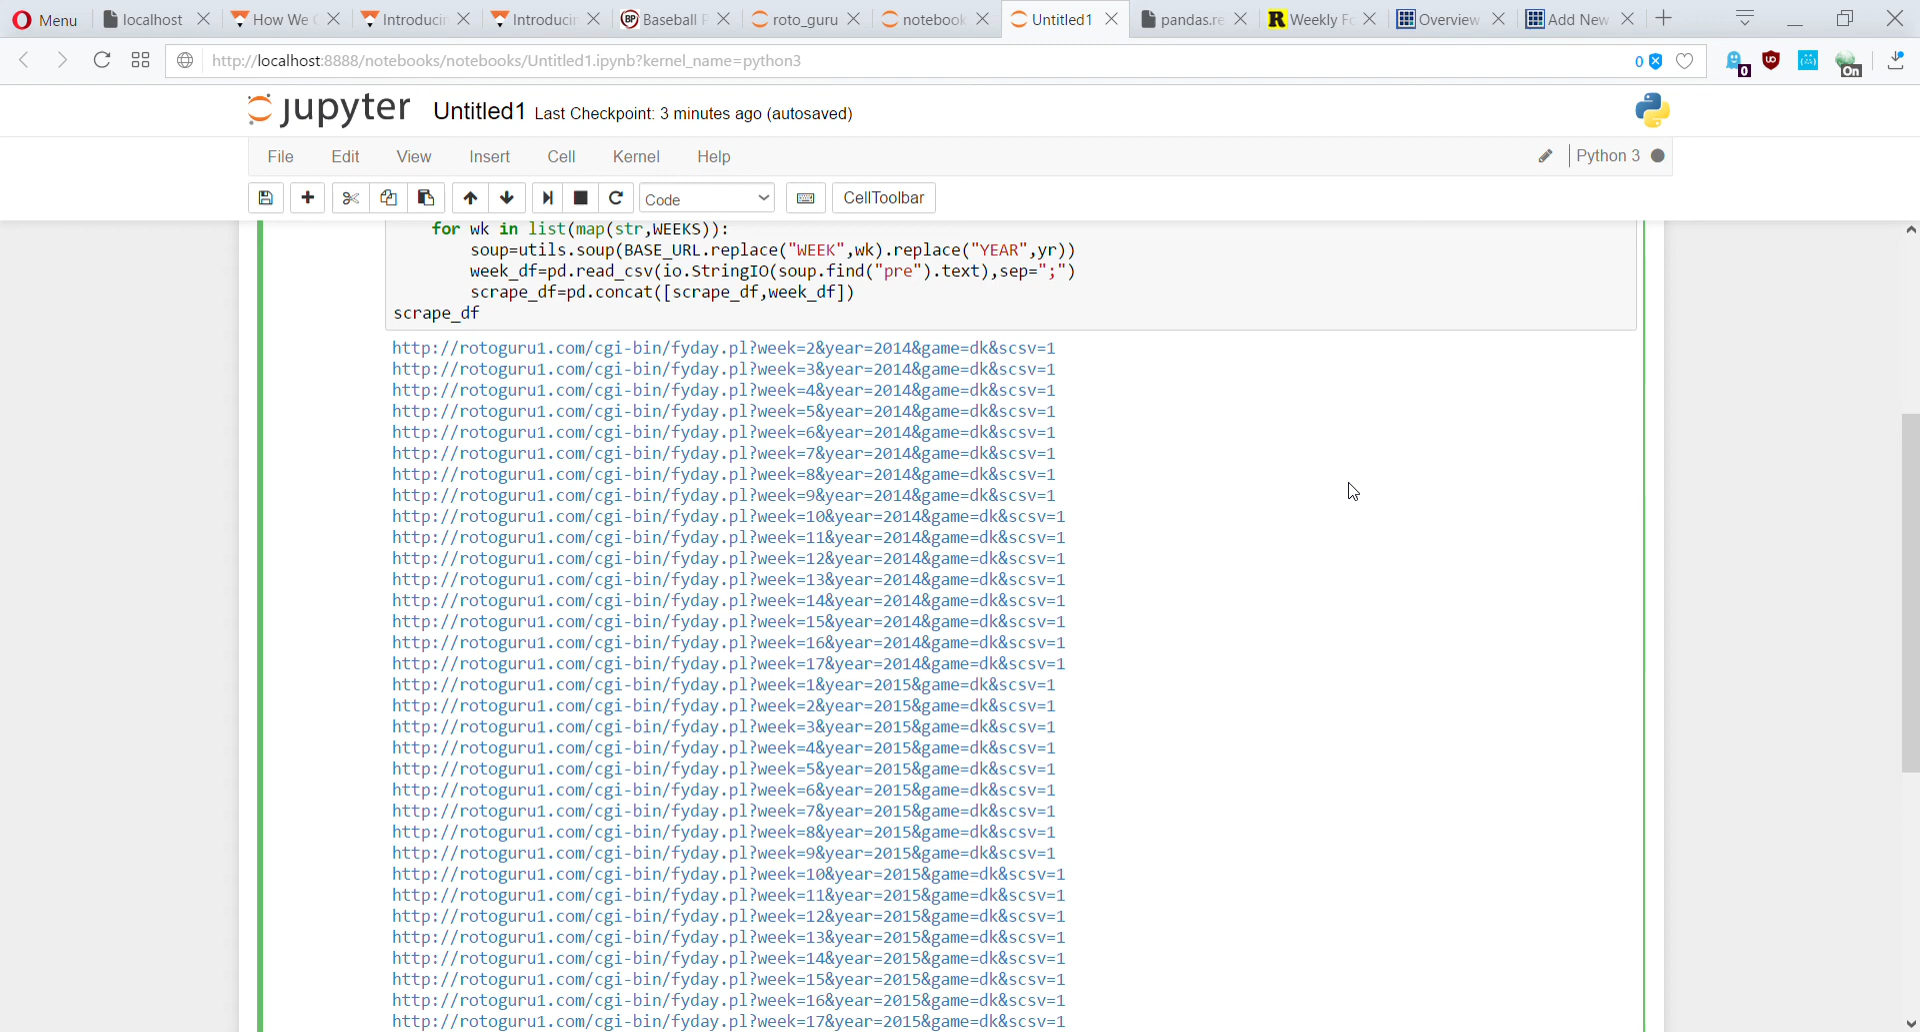 Menu localhost How We Introducin Introducin BP Baseball roto_guru notebook Untitled1 pandas.re R Weekly Overview Add New
http://localhost:8888/notebooks/notebooks/Untitled1.ipynb?kernel_name=python3 0 0 On
jupyter Untitled1 Last Checkpoint: 3 minutes ago (autosaved)
File Edit View Insert Cell Kernel Help Python 3
Code CellToolbar
for wk in list(map(str,WEEKS)):
soup=utils.soup(BASE_URL.replace("WEEK",wk).replace("YEAR",yr))
week_df=pd.read_csv(io.StringIO(soup.find("pre").text),sep=";")
scrape_df=pd.concat([scrape_df,week_df])
scrape_df
http://rotoguru1.com/cgi-bin/fyday.pl?week=2&year=2014&game=dk&scsv=1
http://rotoguru1.com/cgi-bin/fyday.pl?week=3&year=2014&game=dk&scsv=1
http://rotoguru1.com/cgi-bin/fyday.pl?week=4&year=2014&game=dk&scsv=1
http://rotoguru1.com/cgi-bin/fyday.pl?week=5&year=2014&game=dk&scsv=1
http://rotoguru1.com/cgi-bin/fyday.pl?week=6&year=2014&game=dk&scsv=1
http://rotoguru1.com/cgi-bin/fyday.pl?week=7&year=2014&game=dk&scsv=1
http://rotoguru1.com/cgi-bin/fyday.pl?week=8&year=2014&game=dk&scsv=1
http://rotoguru1.com/cgi-bin/fyday.pl?week=9&year=2014&game=dk&scsv=1
http://rotoguru1.com/cgi-bin/fyday.pl?week=10&year=2014&game=dk&scsv=1
http://rotoguru1.com/cgi-bin/fyday.pl?week=11&year=2014&game=dk&scsv=1
http://rotoguru1.com/cgi-bin/fyday.pl?week=12&year=2014&game=dk&scsv=1
http://rotoguru1.com/cgi-bin/fyday.pl?week=13&year=2014&game=dk&scsv=1
http://rotoguru1.com/cgi-bin/fyday.pl?week=14&year=2014&game=dk&scsv=1
http://rotoguru1.com/cgi-bin/fyday.pl?week=15&year=2014&game=dk&scsv=1
http://rotoguru1.com/cgi-bin/fyday.pl?week=16&year=2014&game=dk&scsv=1
http://rotoguru1.com/cgi-bin/fyday.pl?week=17&year=2014&game=dk&scsv=1
http://rotoguru1.com/cgi-bin/fyday.pl?week=1&year=2015&game=dk&scsv=1
http://rotoguru1.com/cgi-bin/fyday.pl?week=2&year=2015&game=dk&scsv=1
http://rotoguru1.com/cgi-bin/fyday.pl?week=3&year=2015&game=dk&scsv=1
http://rotoguru1.com/cgi-bin/fyday.pl?week=4&year=2015&game=dk&scsv=1
http://rotoguru1.com/cgi-bin/fyday.pl?week=5&year=2015&game=dk&scsv=1
http://rotoguru1.com/cgi-bin/fyday.pl?week=6&year=2015&game=dk&scsv=1
http://rotoguru1.com/cgi-bin/fyday.pl?week=7&year=2015&game=dk&scsv=1
http://rotoguru1.com/cgi-bin/fyday.pl?week=8&year=2015&game=dk&scsv=1
http://rotoguru1.com/cgi-bin/fyday.pl?week=9&year=2015&game=dk&scsv=1
http://rotoguru1.com/cgi-bin/fyday.pl?week=10&year=2015&game=dk&scsv=1
http://rotoguru1.com/cgi-bin/fyday.pl?week=11&year=2015&game=dk&scsv=1
http://rotoguru1.com/cgi-bin/fyday.pl?week=12&year=2015&game=dk&scsv=1
http://rotoguru1.com/cgi-bin/fyday.pl?week=13&year=2015&game=dk&scsv=1
http://rotoguru1.com/cgi-bin/fyday.pl?week=14&year=2015&game=dk&scsv=1
http://rotoguru1.com/cgi-bin/fyday.pl?week=15&year=2015&game=dk&scsv=1
http://rotoguru1.com/cgi-bin/fyday.pl?week=16&year=2015&game=dk&scsv=1
http://rotoguru1.com/cgi-bin/fyday.pl?week=17&year=2015&game=dk&scsv=1